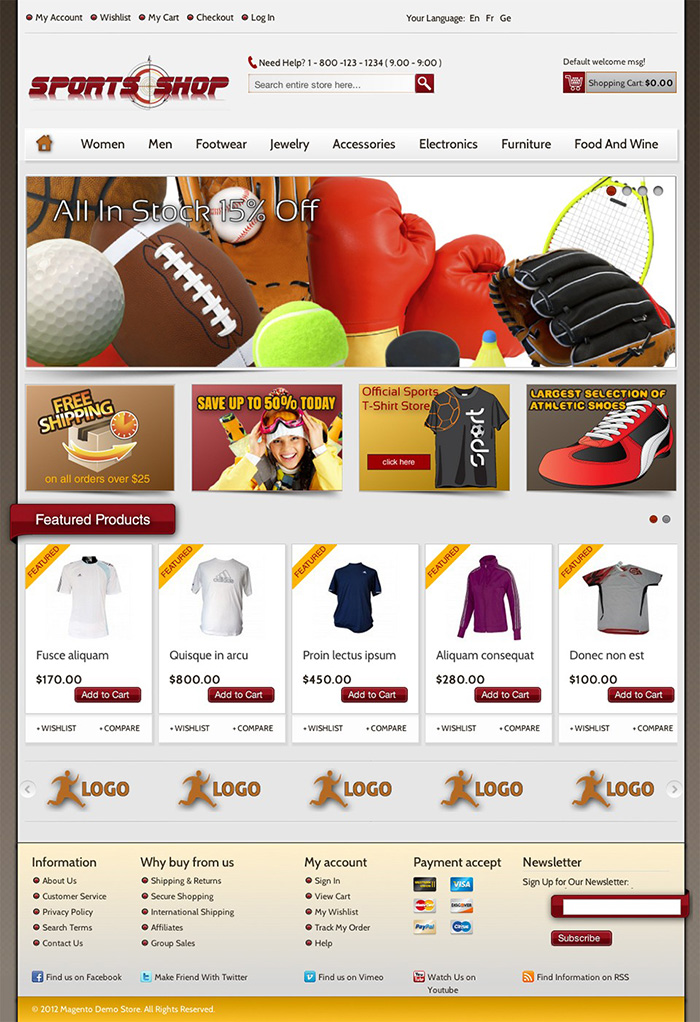 My Account Wishlist My Cart Checkout Log In
Your Language: En Fr Ge
SPORTS SHOP
Need Help? 1 - 800 -123 - 1234 ( 9.00 - 9:00 )
Search entire store here...
Default welcome msg!
Shopping Cart: $0.00
Women Men Footwear Jewelry Accessories Electronics Furniture Food And Wine
All In Stock 15% Off
FREE
SHIPPING
on all orders over $25
SAVE UP TO 50% TODAY
Official Sports
T-Shirt Store
click here
Sport
LARGEST SELECTION OF
ATHLETIC SHOES
Featured Products
FEATURED FEATURED FEATURED FEATURED FEATURED
Fusce aliquam Quisque in arcu Proin lectus ipsum Aliquam consequat Donec non est
$170.00 $800.00 $450.00 $280.00 $100.00
Add to Cart Add to Cart Add to Cart Add to Cart Add to Cart
+ WISHLIST + COMPARE + WISHLIST + COMPARE + WISHLIST + COMPARE + WISHLIST + COMPARE + WISHLIST + COMPARE
LOGO LOGO LOGO LOGO LOGO
Information
About Us
Customer Service
Privacy Policy
Search Terms
Contact Us
Why buy from us
Shipping & Returns
Secure Shopping
International Shipping
Affiliates
Group Sales
My account
Sign In
View Cart
My Wishlist
Track My Order
Help
Payment accept
VISA
DISCOVER
PayPal
Cirrus
Newsletter
Sign Up for Our Newsletter:
Subscribe
Find us on Facebook
Make Friend With Twitter
Find us on Vimeo
Watch Us on
Youtube
Find Information on RSS
© 2012 Magento Demo Store. All Rights Reserved.